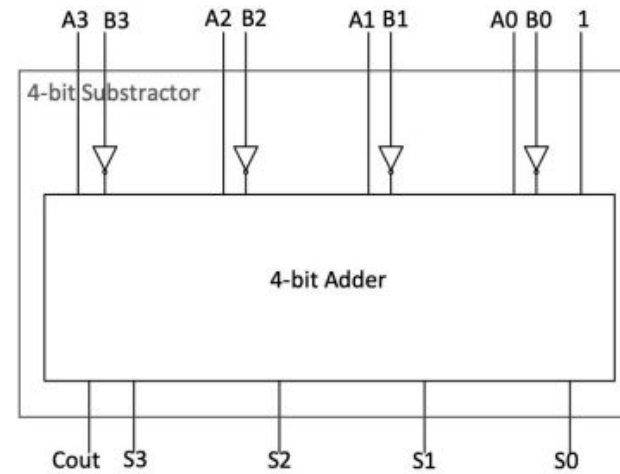 A3 B3 A2 B2 A1 B1 A0 B0 1
4-bit Substractor
4-bit Adder
Cout S3 S2 S1 S0